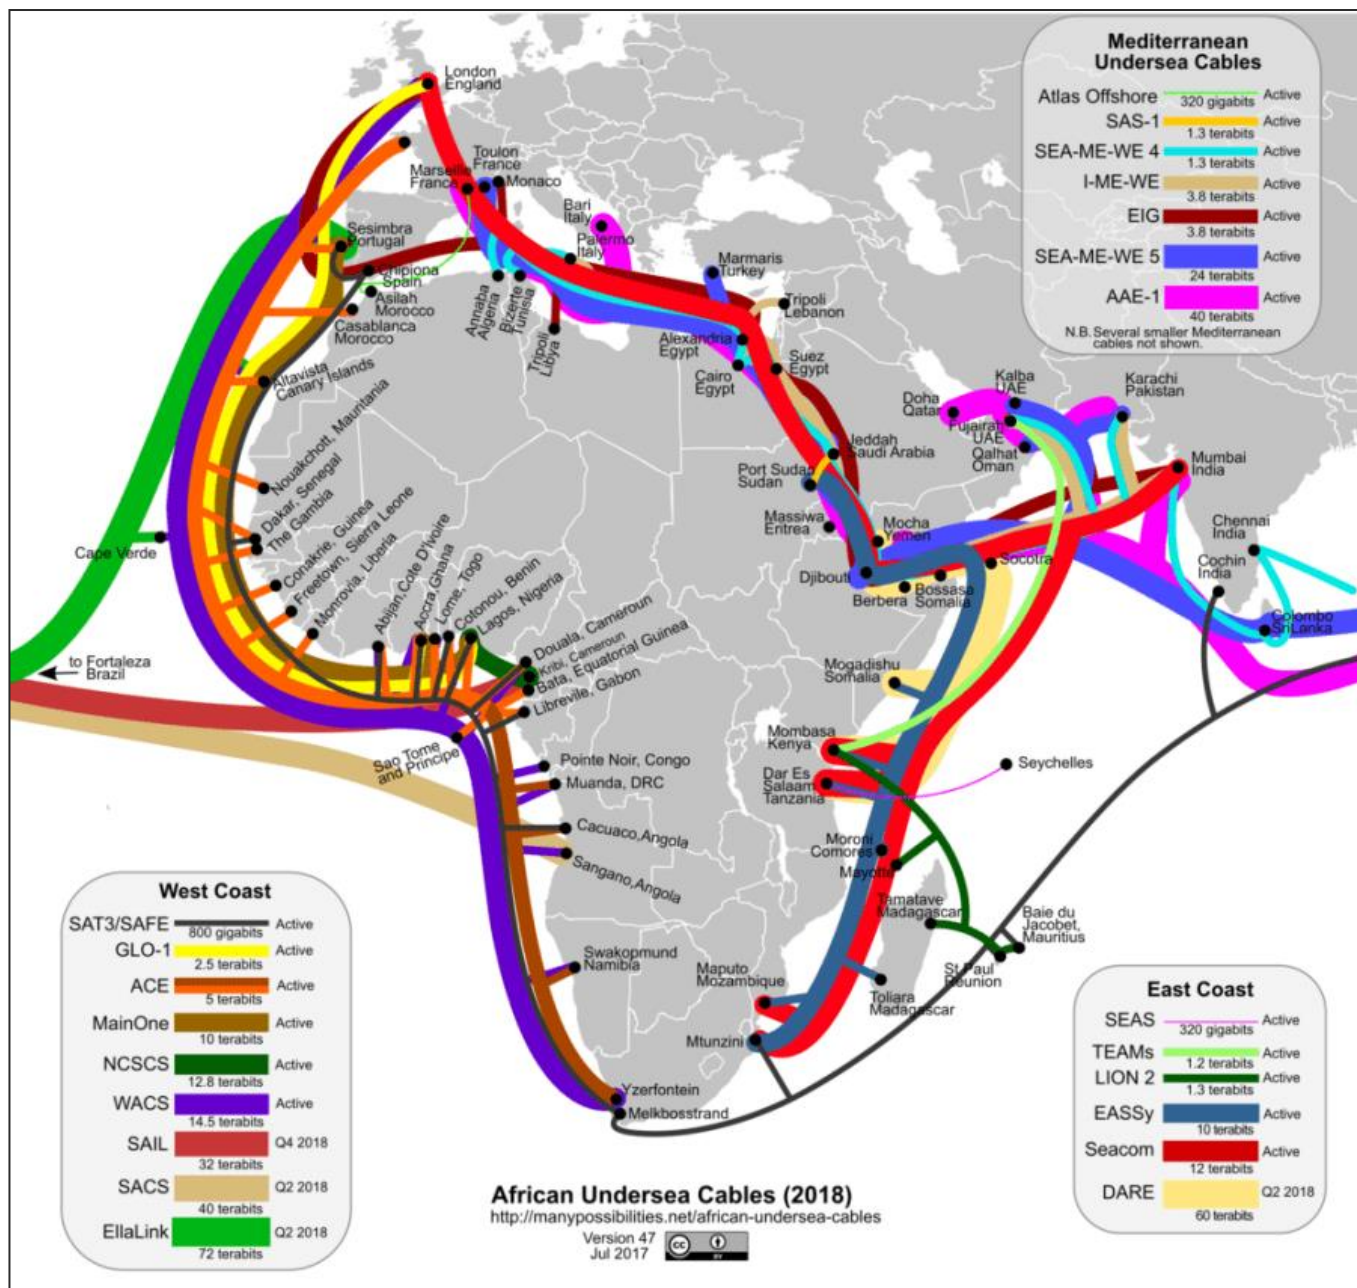 London
England
Toulon
France
Marseille
France
Monaco
Bari
Italy
Palermo
Italy
Sesimbra
Portugal
Chipiona
Spain
Asilah
Morocco
Casablanca
Morocco
Annaba
Algeria
Bizerte
Tunisia
Tripoli
Libya
Marmaris
Turkey
Tripoli
Lebanon
Alexandria
Egypt
Cairo
Egypt
Suez
Egypt
Altavista
Canary Islands
Nouakchott, Mauritania
Dakar, Senegal
The Gambia
Cape Verde
Conakrie, Guinea
Freetown, Sierra Leone
Monrovia, Liberia
Abijan,Cote D'ivoire
Accra,Ghana
Lome, Togo
Cotonou, Benin
Lagos, Nigeria
Douala, Cameroun
Kribi, Cameroun
Bata, Equatorial Guinea
Libreville, Gabon
Sao Tome
and Principe
to Fortaleza
Brazil
Pointe Noir, Congo
Muanda, DRC
Cacuaco,Angola
Sangano,Angola
Swakopmund
Namibia
Yzerfontein
Melkbosstrand
Doha
Qatar
Kalba
UAE
Fujairah
UAE
Qalhat
Oman
Karachi
Pakistan
Mumbai
India
Chennai
India
Cochin
India
Colombo
SriLanka
Jeddah
Saudi Arabia
Port Sudan
Sudan
Massiwa
Eritrea
Mocha
Yemen
Djibouti
Berbera
Bossasa
Somalia
Socotra
Mogadishu
Somalia
Mombasa
Kenya
Dar Es
Salaam
Tanzania
Seychelles
Moroni
Comores
Mayotte
Tamatave
Madagascar
Baie du
Jacobet,
Mauritius
St Paul
Reunion
Toliara
Madagascar
Maputo
Mozambique
Mtunzini
Mediterranean
Undersea Cables
Atlas Offshore 320 gigabits Active
SAS-1 1.3 terabits Active
SEA-ME-WE 4 1.3 terabits Active
I-ME-WE 3.8 terabits Active
EIG 3.8 terabits Active
SEA-ME-WE 5 24 terabits Active
AAE-1 40 terabits Active
N.B. Several smaller Mediterranean
cables not shown.
West Coast
SAT3/SAFE 800 gigabits Active
GLO-1 2.5 terabits Active
ACE 5 terabits Active
MainOne 10 terabits Active
NCSCS 12.8 terabits Active
WACS 14.5 terabits Active
SAIL 32 terabits Q4 2018
SACS 40 terabits Q2 2018
EllaLink 72 terabits Q2 2018
East Coast
SEAS 320 gigabits Active
TEAMs 1.2 terabits Active
LION 2 1.3 terabits Active
EASSy 10 terabits Active
Seacom 12 terabits Active
DARE 60 terabits Q2 2018
African Undersea Cables (2018)
http://manypossibilities.net/african-undersea-cables
Version 47
Jul 2017
cc
BY